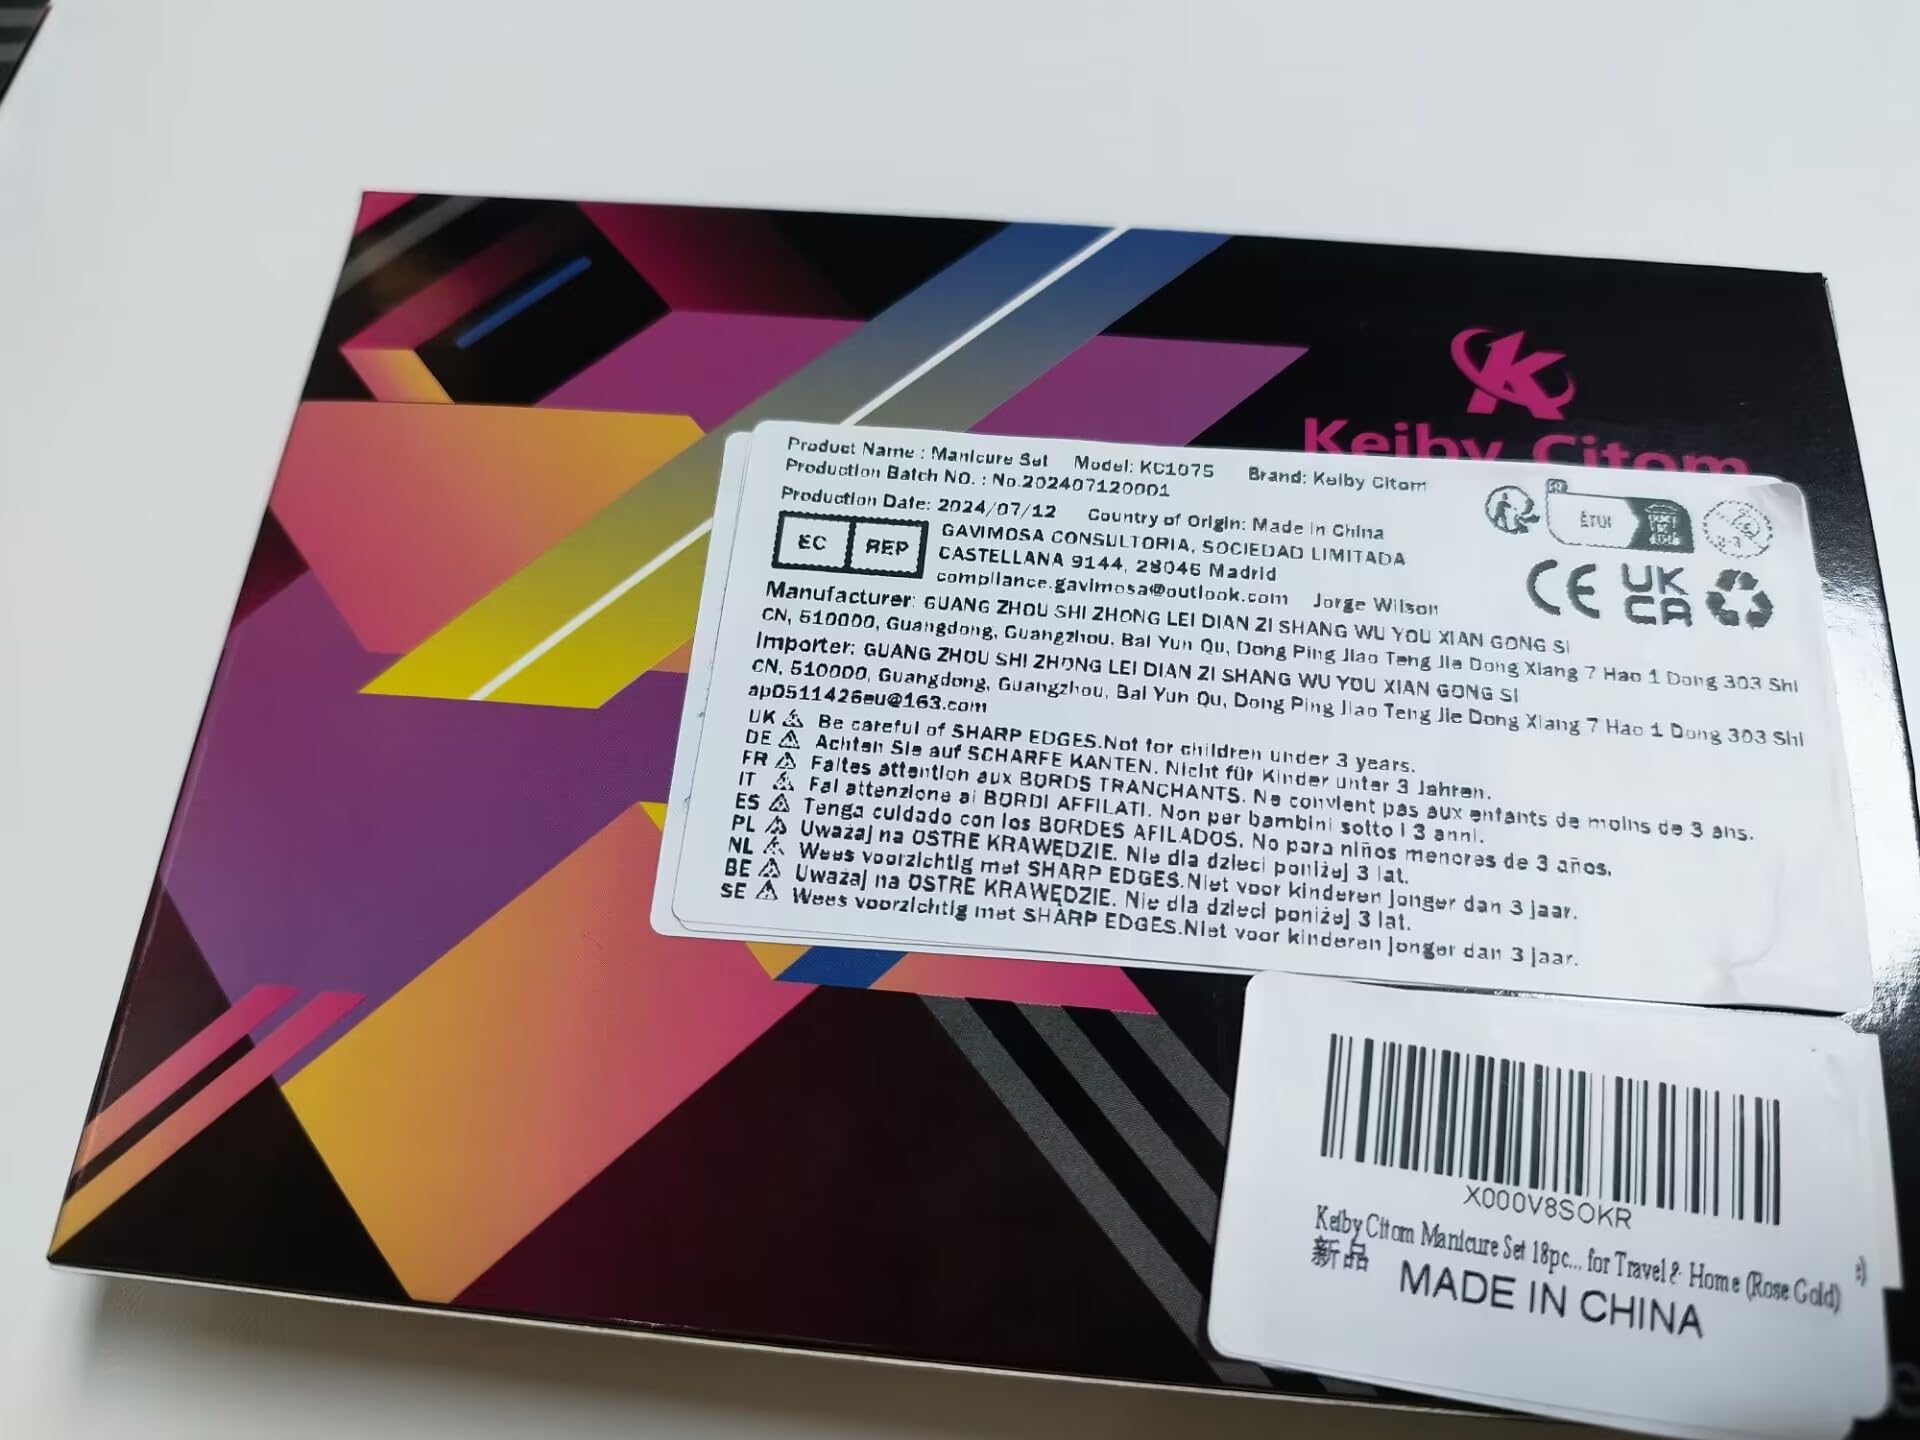 Keiby Citom
Product Name : Manicure Set Model: KC1075 Brand: Keiby Citom
Production Batch NO. : No.202407120001
Production Date: 2024/07/12 Country of Origin: Made in China
EC REP
GAVIMOSA CONSULTORIA, SOCIEDAD LIMITADA
CASTELLANA 9144, 28046 Madrid
compliance.gavimosa@outlook.com Jorge Wilson
ÉTUI
0-3
CE UK CA
Manufacturer: GUANG ZHOU SHI ZHONG LEI DIAN ZI SHANG WU YOU XIAN GONG SI
CN, 510000, Guangdong, Guangzhou, Bai Yun Qu, Dong Ping Jiao Teng Jie Dong Xiang 7 Hao 1 Dong 303 Shi
Importer: GUANG ZHOU SHI ZHONG LEI DIAN ZI SHANG WU YOU XIAN GONG SI
CN, 510000, Guangdong, Guangzhou, Bai Yun Qu, Dong Ping Jiao Teng Jie Dong Xiang 7 Hao 1 Dong 303 Shi
ap0511426eu@163.com
UK Be careful of SHARP EDGES.Not for children under 3 years.
DE Achten Sie auf SCHARFE KANTEN. Nicht für Kinder unter 3 Jahren.
FR Faites attention aux BORDS TRANCHANTS. Ne convient pas aux enfants de moins de 3 ans.
IT Fai attenzione ai BORDI AFFILATI. Non per bambini sotto i 3 anni.
ES Tenga cuidado con los BORDES AFILADOS. No para niños menores de 3 años.
PL Uważaj na OSTRE KRAWĘDZIE. Nie dla dzieci poniżej 3 lat.
NL Wees voorzichtig met SHARP EDGES.Niet voor kinderen jonger dan 3 jaar.
BE Uważaj na OSTRE KRAWĘDZIE. Nie dla dzieci poniżej 3 lat.
SE Wees voorzichtig met SHARP EDGES.Niet voor kinderen jonger dan 3 jaar.
X000V8SOKR
Keiby Citom Manicure Set 18pc... for Travel & Home (Rose Gold)
新品
MADE IN CHINA